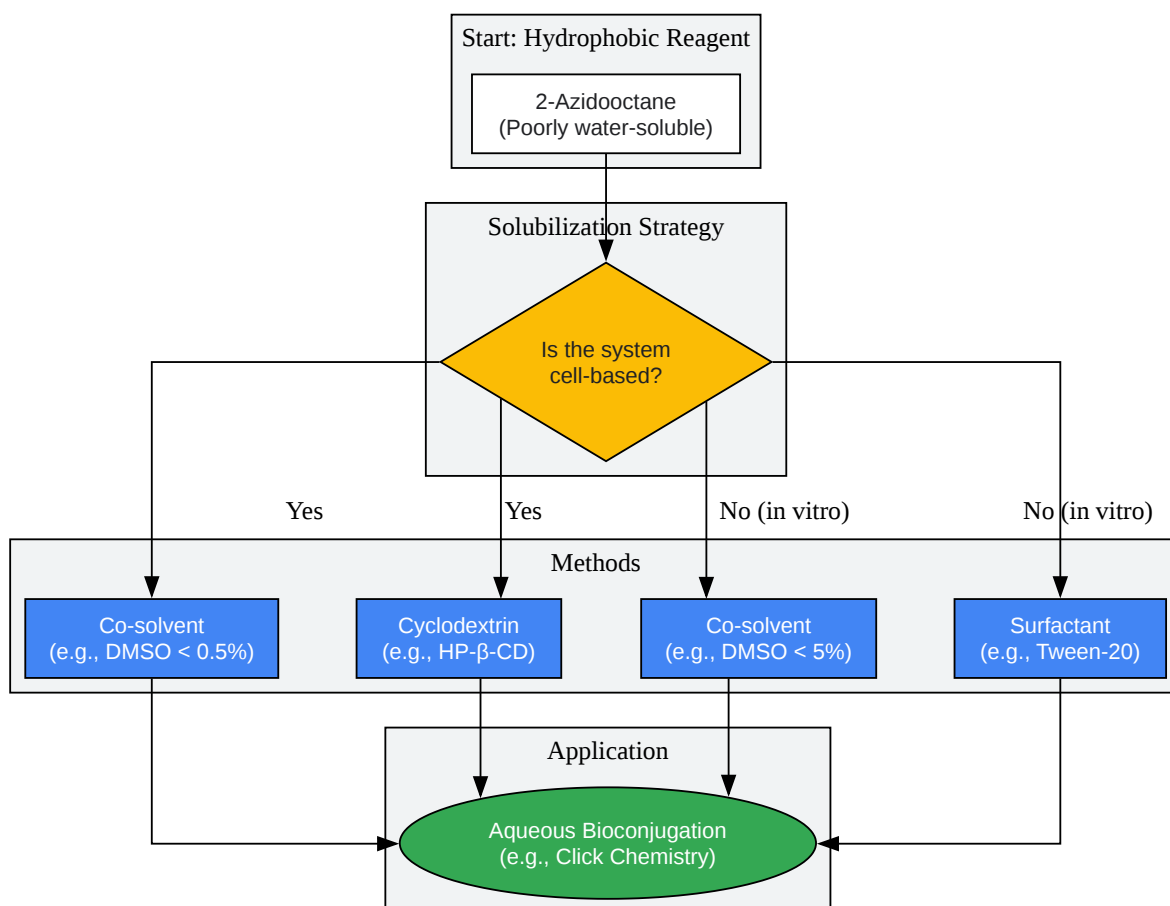 Start: Hydrophobic Reagent
2-Azidooctane
(Poorly water-soluble)
Solubilization Strategy
Is the system
cell-based?
Yes
Yes
No (in vitro)
No (in vitro)
Methods
Co-solvent
(e.g., DMSO < 0.5%)
Cyclodextrin
(e.g., HP-β-CD)
Co-solvent
(e.g., DMSO < 5%)
Surfactant
(e.g., Tween-20)
Application
Aqueous Bioconjugation
(e.g., Click Chemistry)